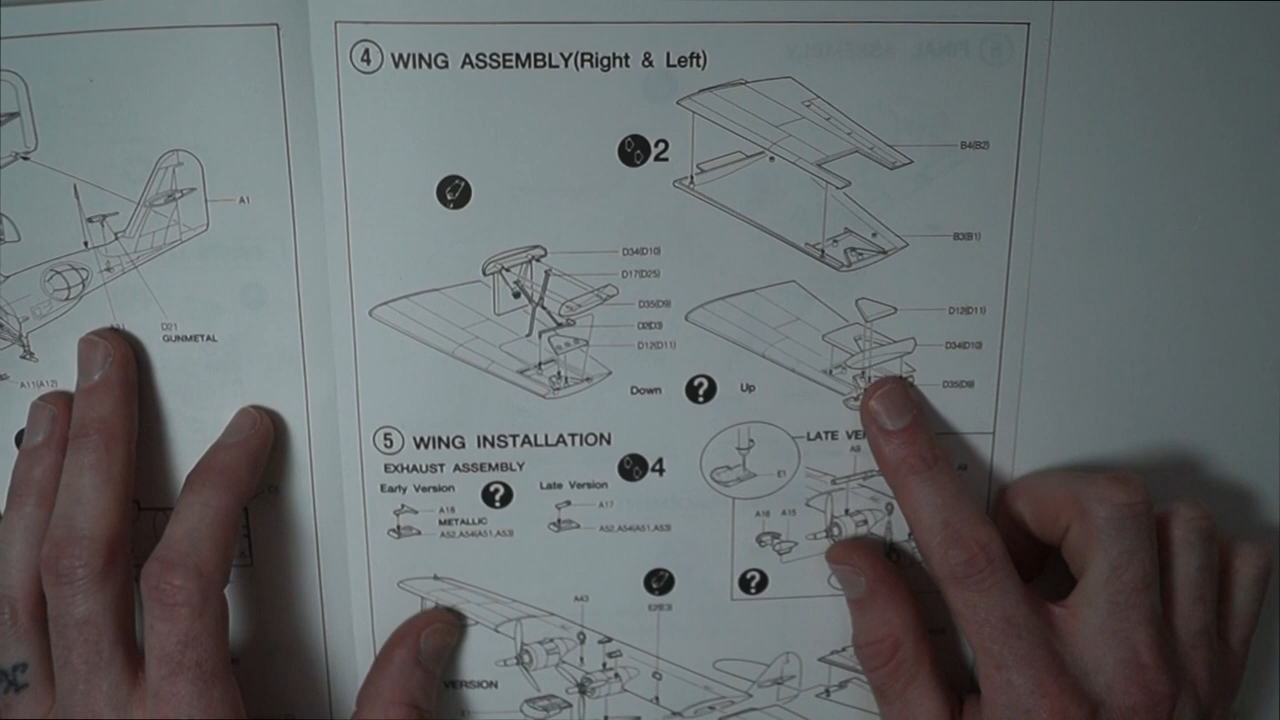 4 WING ASSEMBLY(Right & Left)
2
B4(B2)
A1
B3(B1)
D34(D10)
D17(D25)
D35(D9)
D2(D3)
D12(D11)
D12(D11)
D34(D10)
D35(D9)
D21
GUNMETAL
A11(A12)
Down ? Up
5 WING INSTALLATION
EXHAUST ASSEMBLY
4
Early Version ? Late Version
A16
METALLIC
A52,A54(A51,A53)
A17
A52,A54(A51,A53)
E1
LATE VE
A9
A16 A15
?
A43
E2(E3)
VERSION